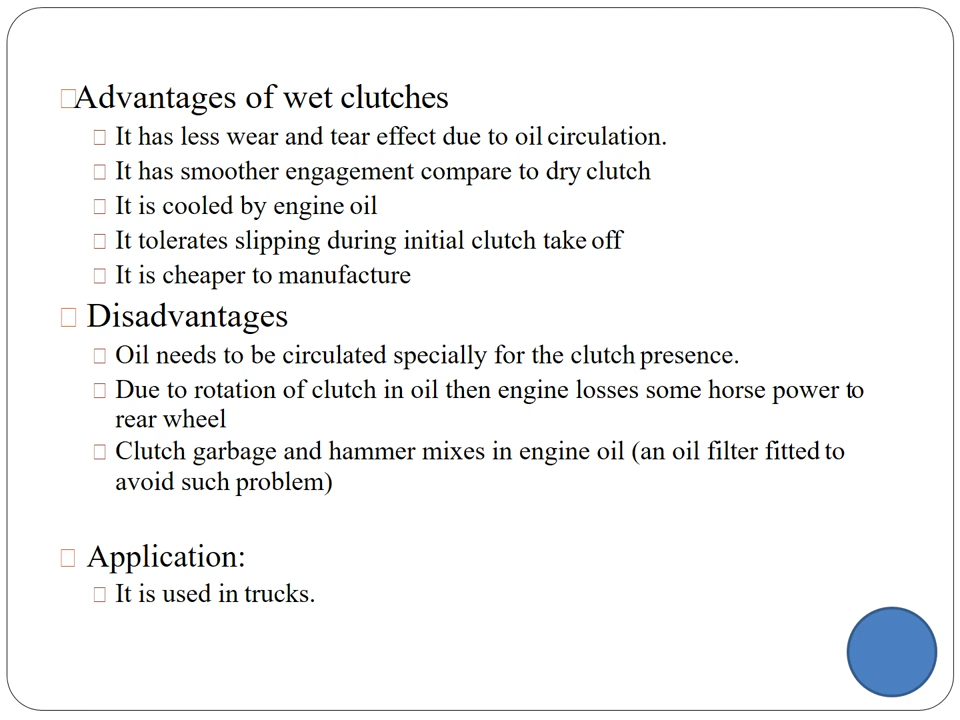 Advantages of wet clutches
It has less wear and tear effect due to oil circulation.
It has smoother engagement compare to dry clutch
It is cooled by engine oil
It tolerates slipping during initial clutch take off
It is cheaper to manufacture
Disadvantages
Oil needs to be circulated specially for the clutch presence.
Due to rotation of clutch in oil then engine losses some horse power to
rear wheel
Clutch garbage and hammer mixes in engine oil (an oil filter fitted to
avoid such problem)
Application:
It is used in trucks.